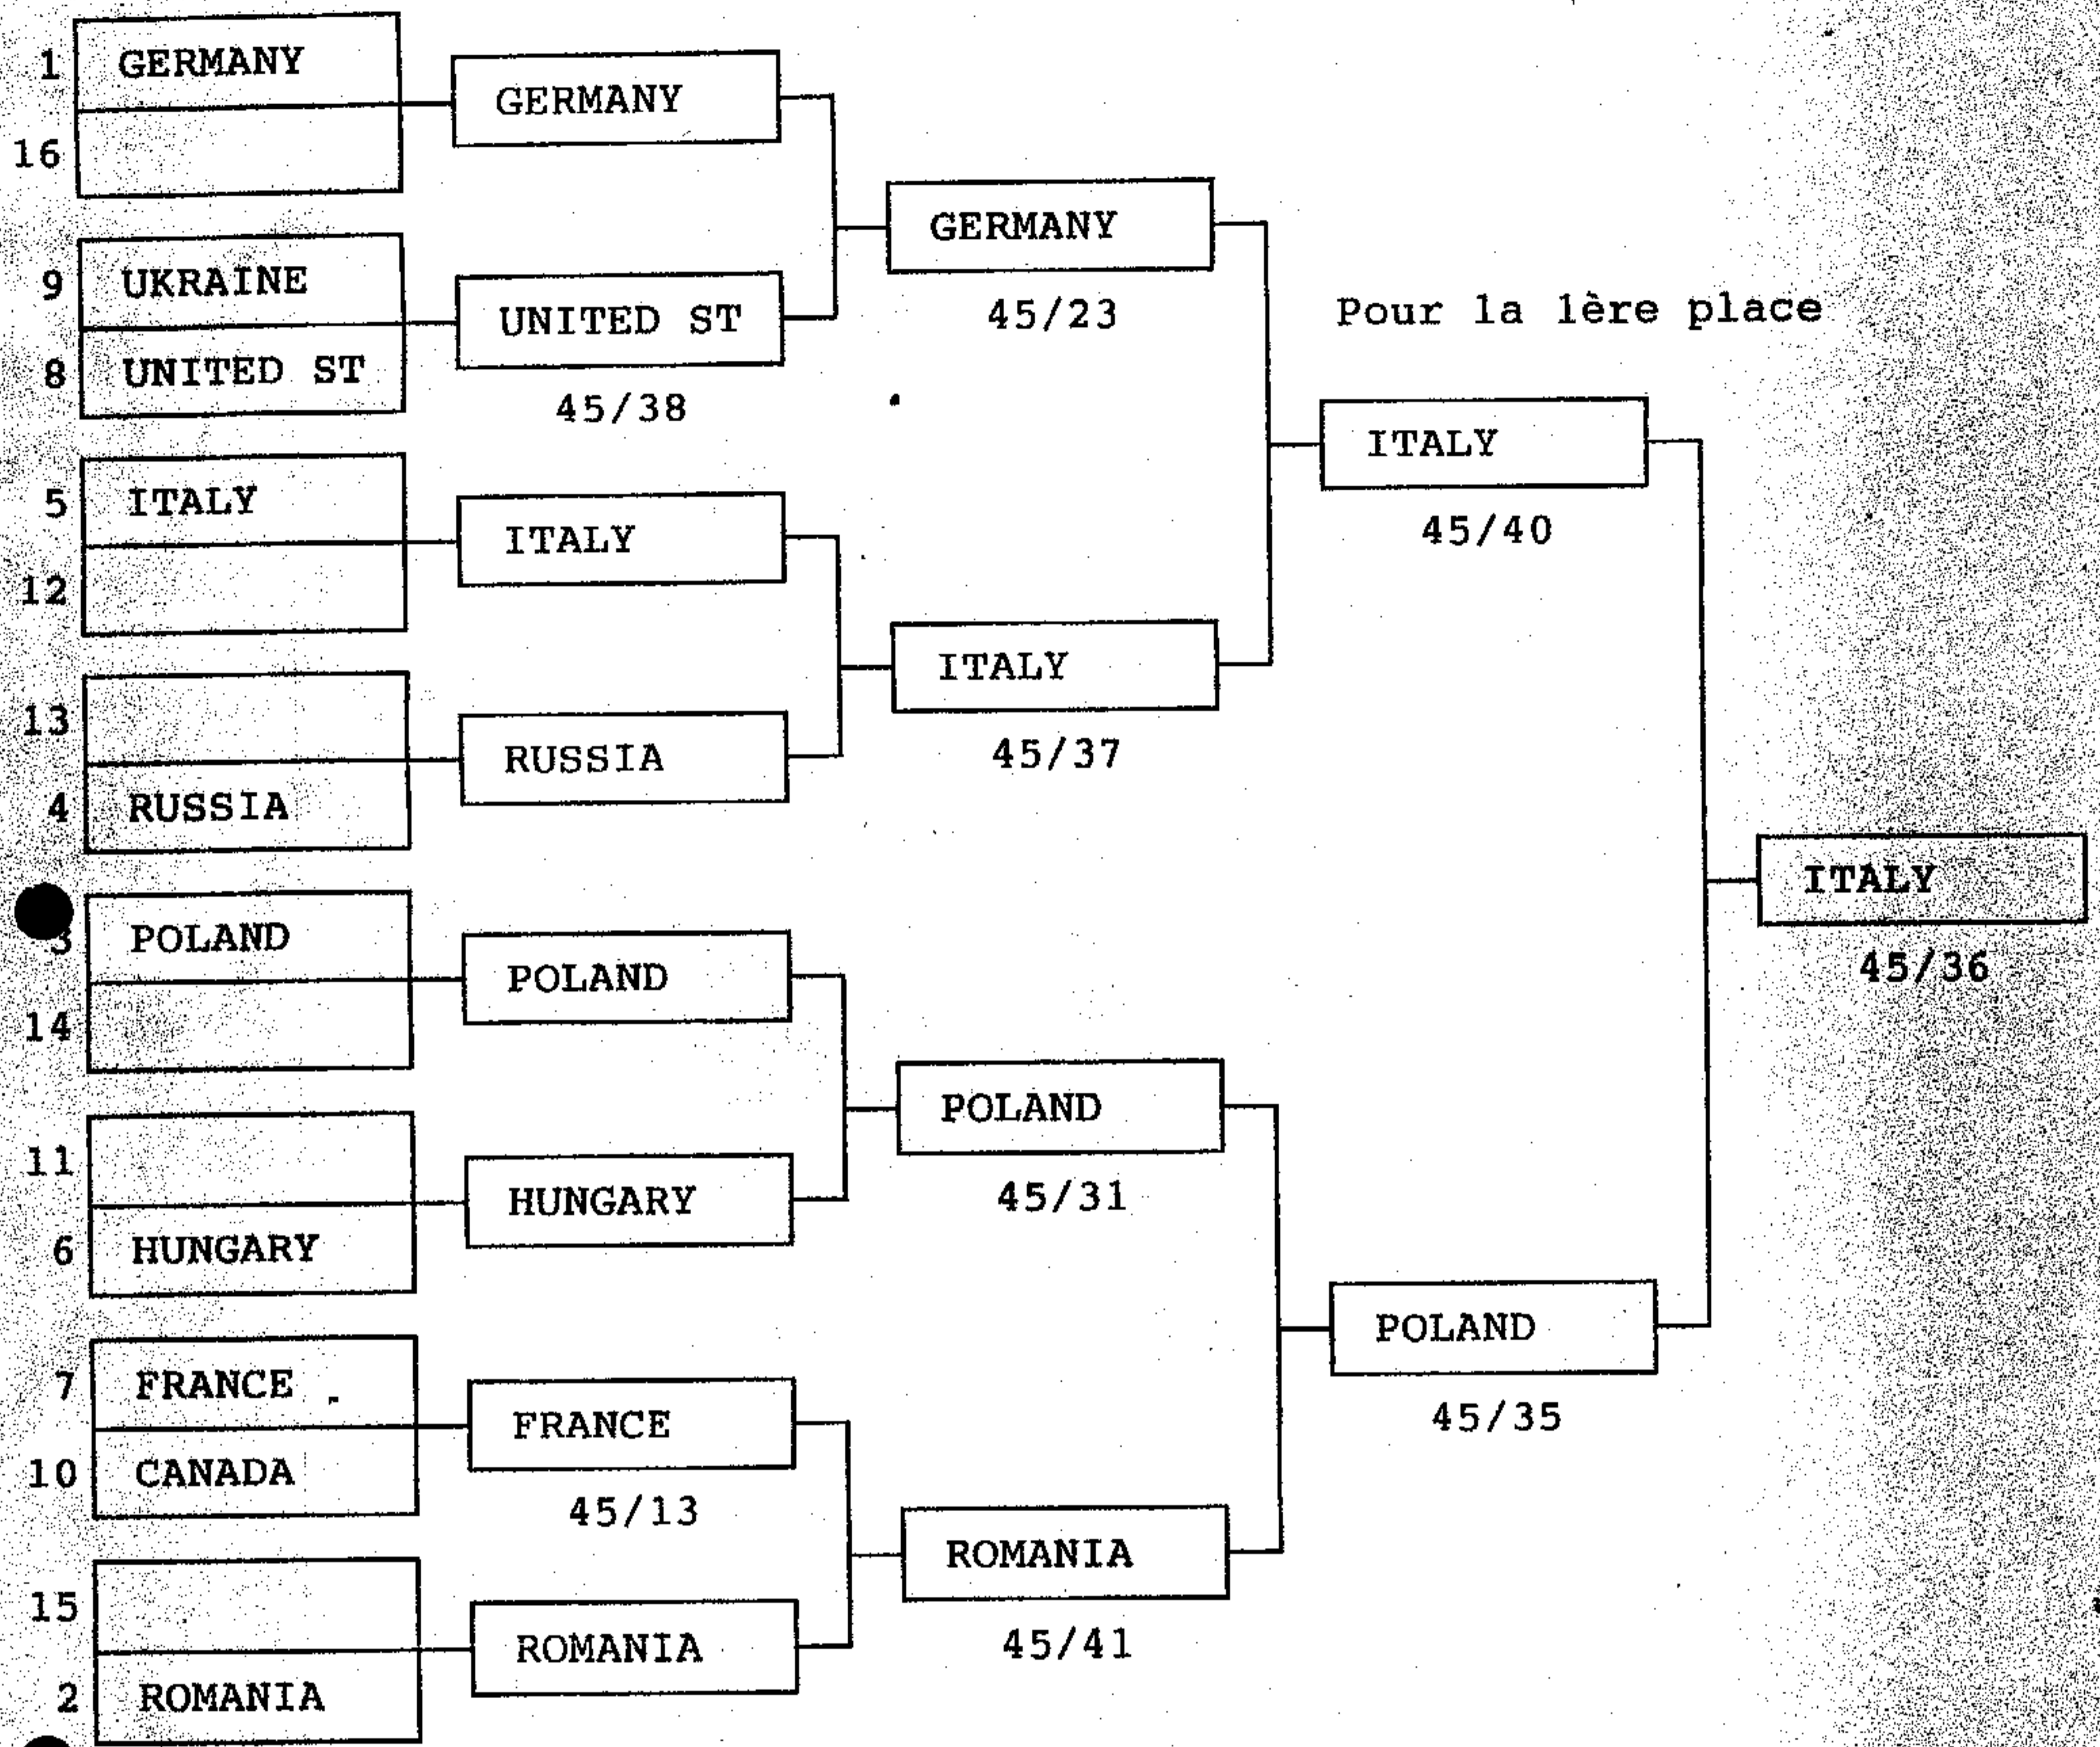 1 GERMANY
16
9 UKRAINE
8 UNITED ST
5 ITALY
12
13
4 RUSSIA
3 POLAND
14
11
6 HUNGARY
7 FRANCE
10 CANADA
15
2 ROMANIA
GERMANY
UNITED ST
45/38
ITALY
RUSSIA
POLAND
HUNGARY
FRANCE
45/13
ROMANIA
GERMANY
45/23
ITALY
45/37
POLAND
45/31
ROMANIA
45/41
Pour la 1ère place
ITALY
45/40
POLAND
45/35
ITALY
45/36